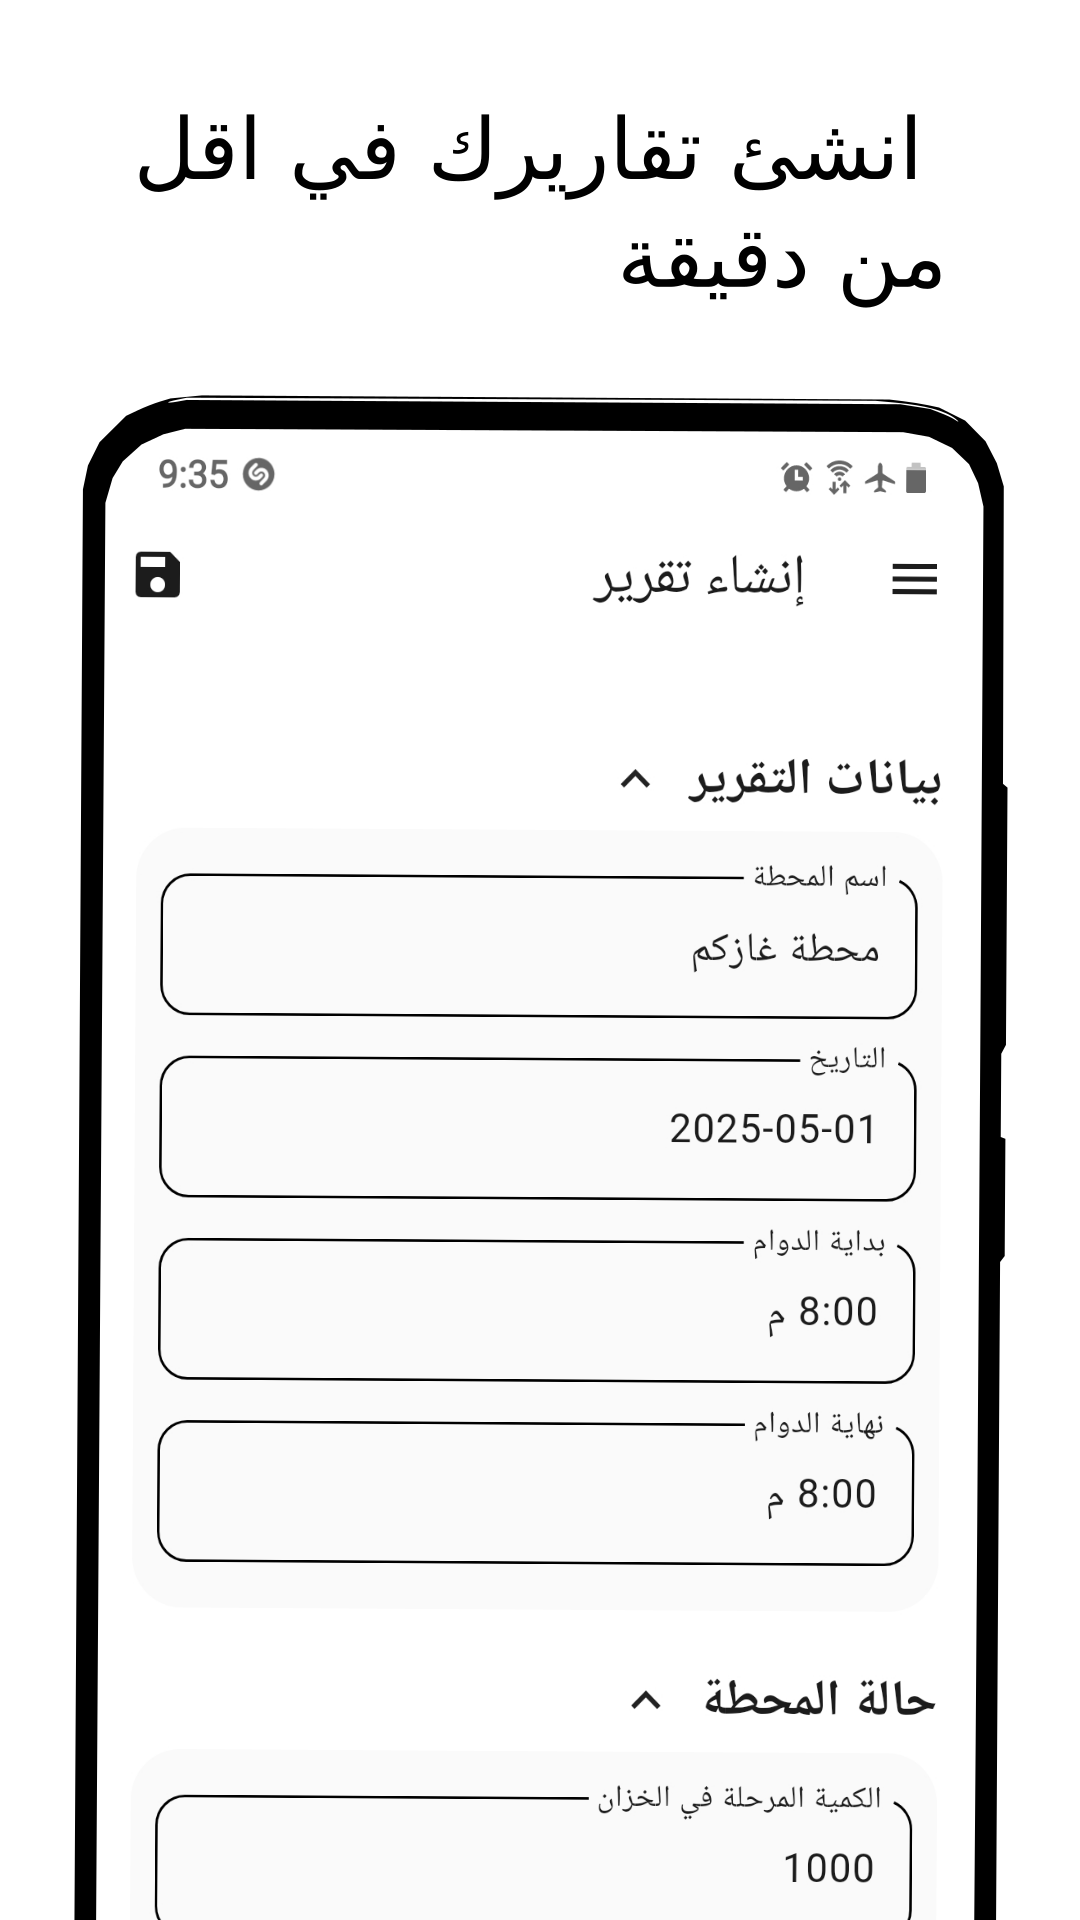 انشئ تقاريرك في اقل
من دقيقة
9:35
إنشاء تقرير
بيانات التقرير
اسم المحطة
محطة غازكم
التاريخ
2025-05-01
بداية الدوام
8:00 م
نهاية الدوام
8:00 م
حالة المحطة
الكمية المرحلة في الخزان
1000